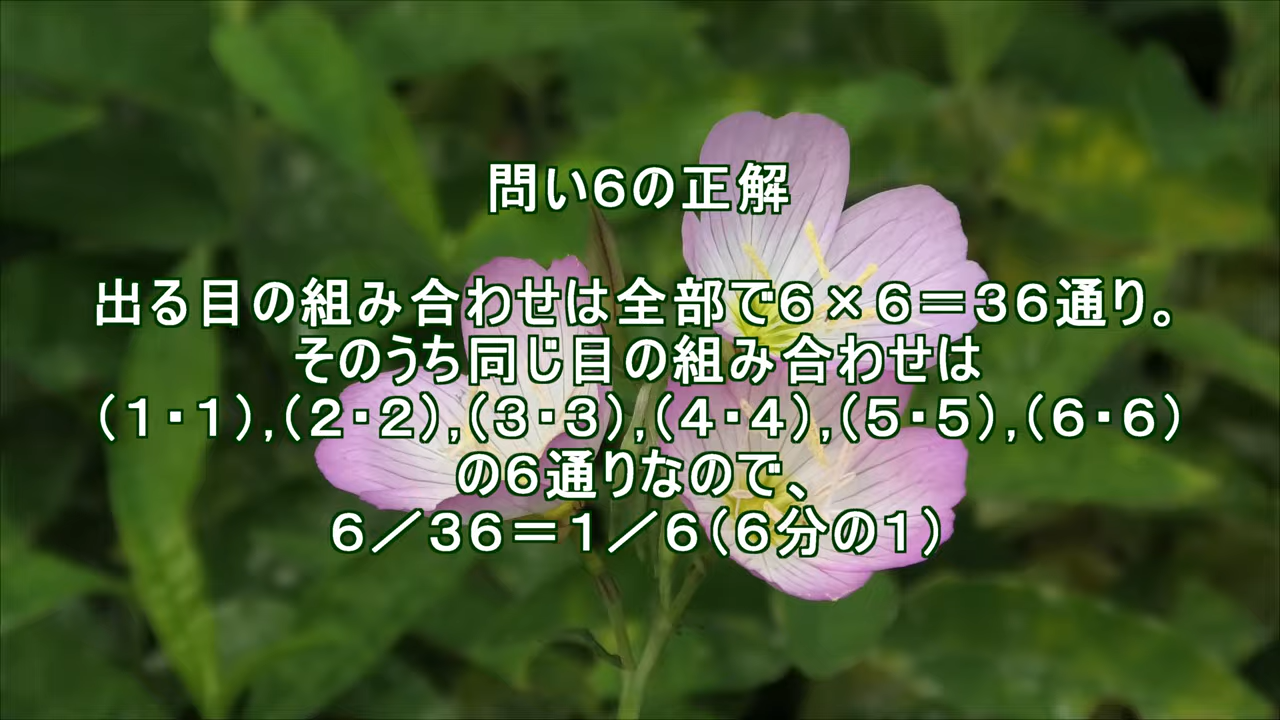 問い６の正解
出る目の組み合わせは全部で６×６＝３６通り。
そのうち同じ目の組み合わせは
（１・１）,（２・２）,（３・３）,（４・４）,（５・５）,（６・６）
の６通りなので、
６／３６＝１／６（６分の１）